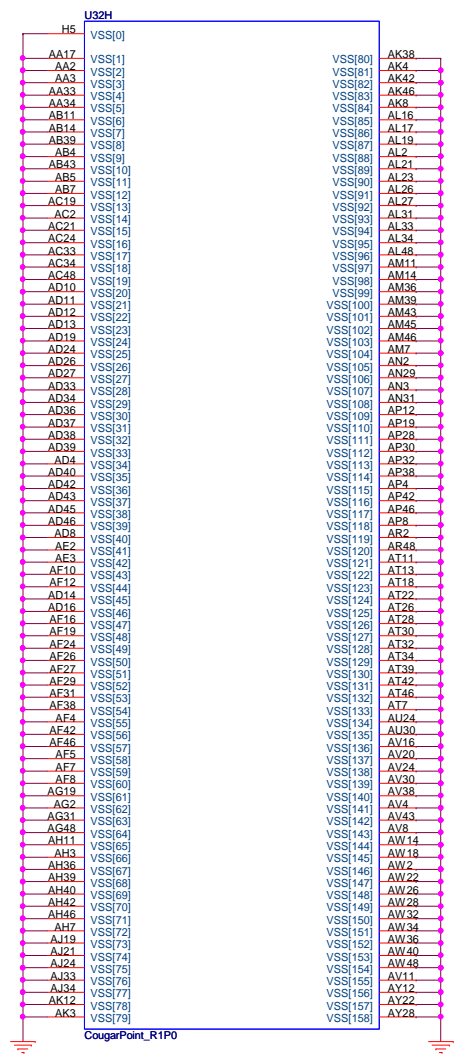 U32H
H5 VSS[0]
AA17 VSS[1] VSS[80] AK38
AA2 VSS[2] VSS[81] AK4
AA3 VSS[3] VSS[82] AK42
AA33 VSS[4] VSS[83] AK46
AA34 VSS[5] VSS[84] AK8
AB11 VSS[6] VSS[85] AL16
AB14 VSS[7] VSS[86] AL17
AB39 VSS[8] VSS[87] AL19
AB4 VSS[9] VSS[88] AL2
AB43 VSS[10] VSS[89] AL21
AB5 VSS[11] VSS[90] AL23
AB7 VSS[12] VSS[91] AL26
AC19 VSS[13] VSS[92] AL27
AC2 VSS[14] VSS[93] AL31
AC21 VSS[15] VSS[94] AL33
AC24 VSS[16] VSS[95] AL34
AC33 VSS[17] VSS[96] AL48
AC34 VSS[18] VSS[97] AM11
AC48 VSS[19] VSS[98] AM14
AD10 VSS[20] VSS[99] AM36
AD11 VSS[21] VSS[100] AM39
AD12 VSS[22] VSS[101] AM43
AD13 VSS[23] VSS[102] AM45
AD19 VSS[24] VSS[103] AM46
AD24 VSS[25] VSS[104] AM7
AD26 VSS[26] VSS[105] AN2
AD27 VSS[27] VSS[106] AN29
AD33 VSS[28] VSS[107] AN3
AD34 VSS[29] VSS[108] AN31
AD36 VSS[30] VSS[109] AP12
AD37 VSS[31] VSS[110] AP19
AD38 VSS[32] VSS[111] AP28
AD39 VSS[33] VSS[112] AP30
AD4 VSS[34] VSS[113] AP32
AD40 VSS[35] VSS[114] AP38
AD42 VSS[36] VSS[115] AP4
AD43 VSS[37] VSS[116] AP42
AD45 VSS[38] VSS[117] AP46
AD46 VSS[39] VSS[118] AP8
AD8 VSS[40] VSS[119] AR2
AE2 VSS[41] VSS[120] AR48
AE3 VSS[42] VSS[121] AT11
AF10 VSS[43] VSS[122] AT13
AF12 VSS[44] VSS[123] AT18
AD14 VSS[45] VSS[124] AT22
AD16 VSS[46] VSS[125] AT26
AF16 VSS[47] VSS[126] AT28
AF19 VSS[48] VSS[127] AT30
AF24 VSS[49] VSS[128] AT32
AF26 VSS[50] VSS[129] AT34
AF27 VSS[51] VSS[130] AT39
AF29 VSS[52] VSS[131] AT42
AF31 VSS[53] VSS[132] AT46
AF38 VSS[54] VSS[133] AT7
AF4 VSS[55] VSS[134] AU24
AF42 VSS[56] VSS[135] AU30
AF46 VSS[57] VSS[136] AV16
AF5 VSS[58] VSS[137] AV20
AF7 VSS[59] VSS[138] AV24
AF8 VSS[60] VSS[139] AV30
AG19 VSS[61] VSS[140] AV38
AG2 VSS[62] VSS[141] AV4
AG31 VSS[63] VSS[142] AV43
AG48 VSS[64] VSS[143] AV8
AH11 VSS[65] VSS[144] AW14
AH3 VSS[66] VSS[145] AW18
AH36 VSS[67] VSS[146] AW2
AH39 VSS[68] VSS[147] AW22
AH40 VSS[69] VSS[148] AW26
AH42 VSS[70] VSS[149] AW28
AH46 VSS[71] VSS[150] AW32
AH7 VSS[72] VSS[151] AW34
AJ19 VSS[73] VSS[152] AW36
AJ21 VSS[74] VSS[153] AW40
AJ24 VSS[75] VSS[154] AW48
AJ33 VSS[76] VSS[155] AV11
AJ34 VSS[77] VSS[156] AY12
AK12 VSS[78] VSS[157] AY22
AK3 VSS[79] VSS[158] AY28
CougarPoint_R1P0